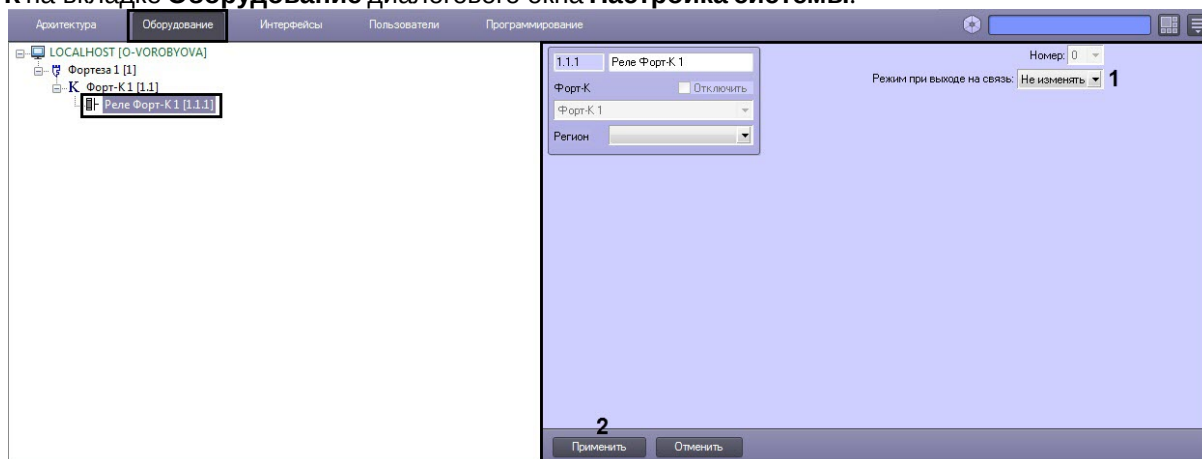 К на вкладке Оборудование диалогового окна Настройка системы.
Архитектура Оборудование Интерфейсы Пользователи Программирование
LOCALHOST [O-VOROBYOVA]
Фортеза 1 [1]
К Форт-К 1 [1.1]
Реле Форт-К 1 [1.1.1]
1.1.1 Реле Форт-К 1
Форт-К Отключить
Форт-К 1
Регион
Номер: 0
Режим при выходе на связь: Не изменять 1
2
Применить Отменить